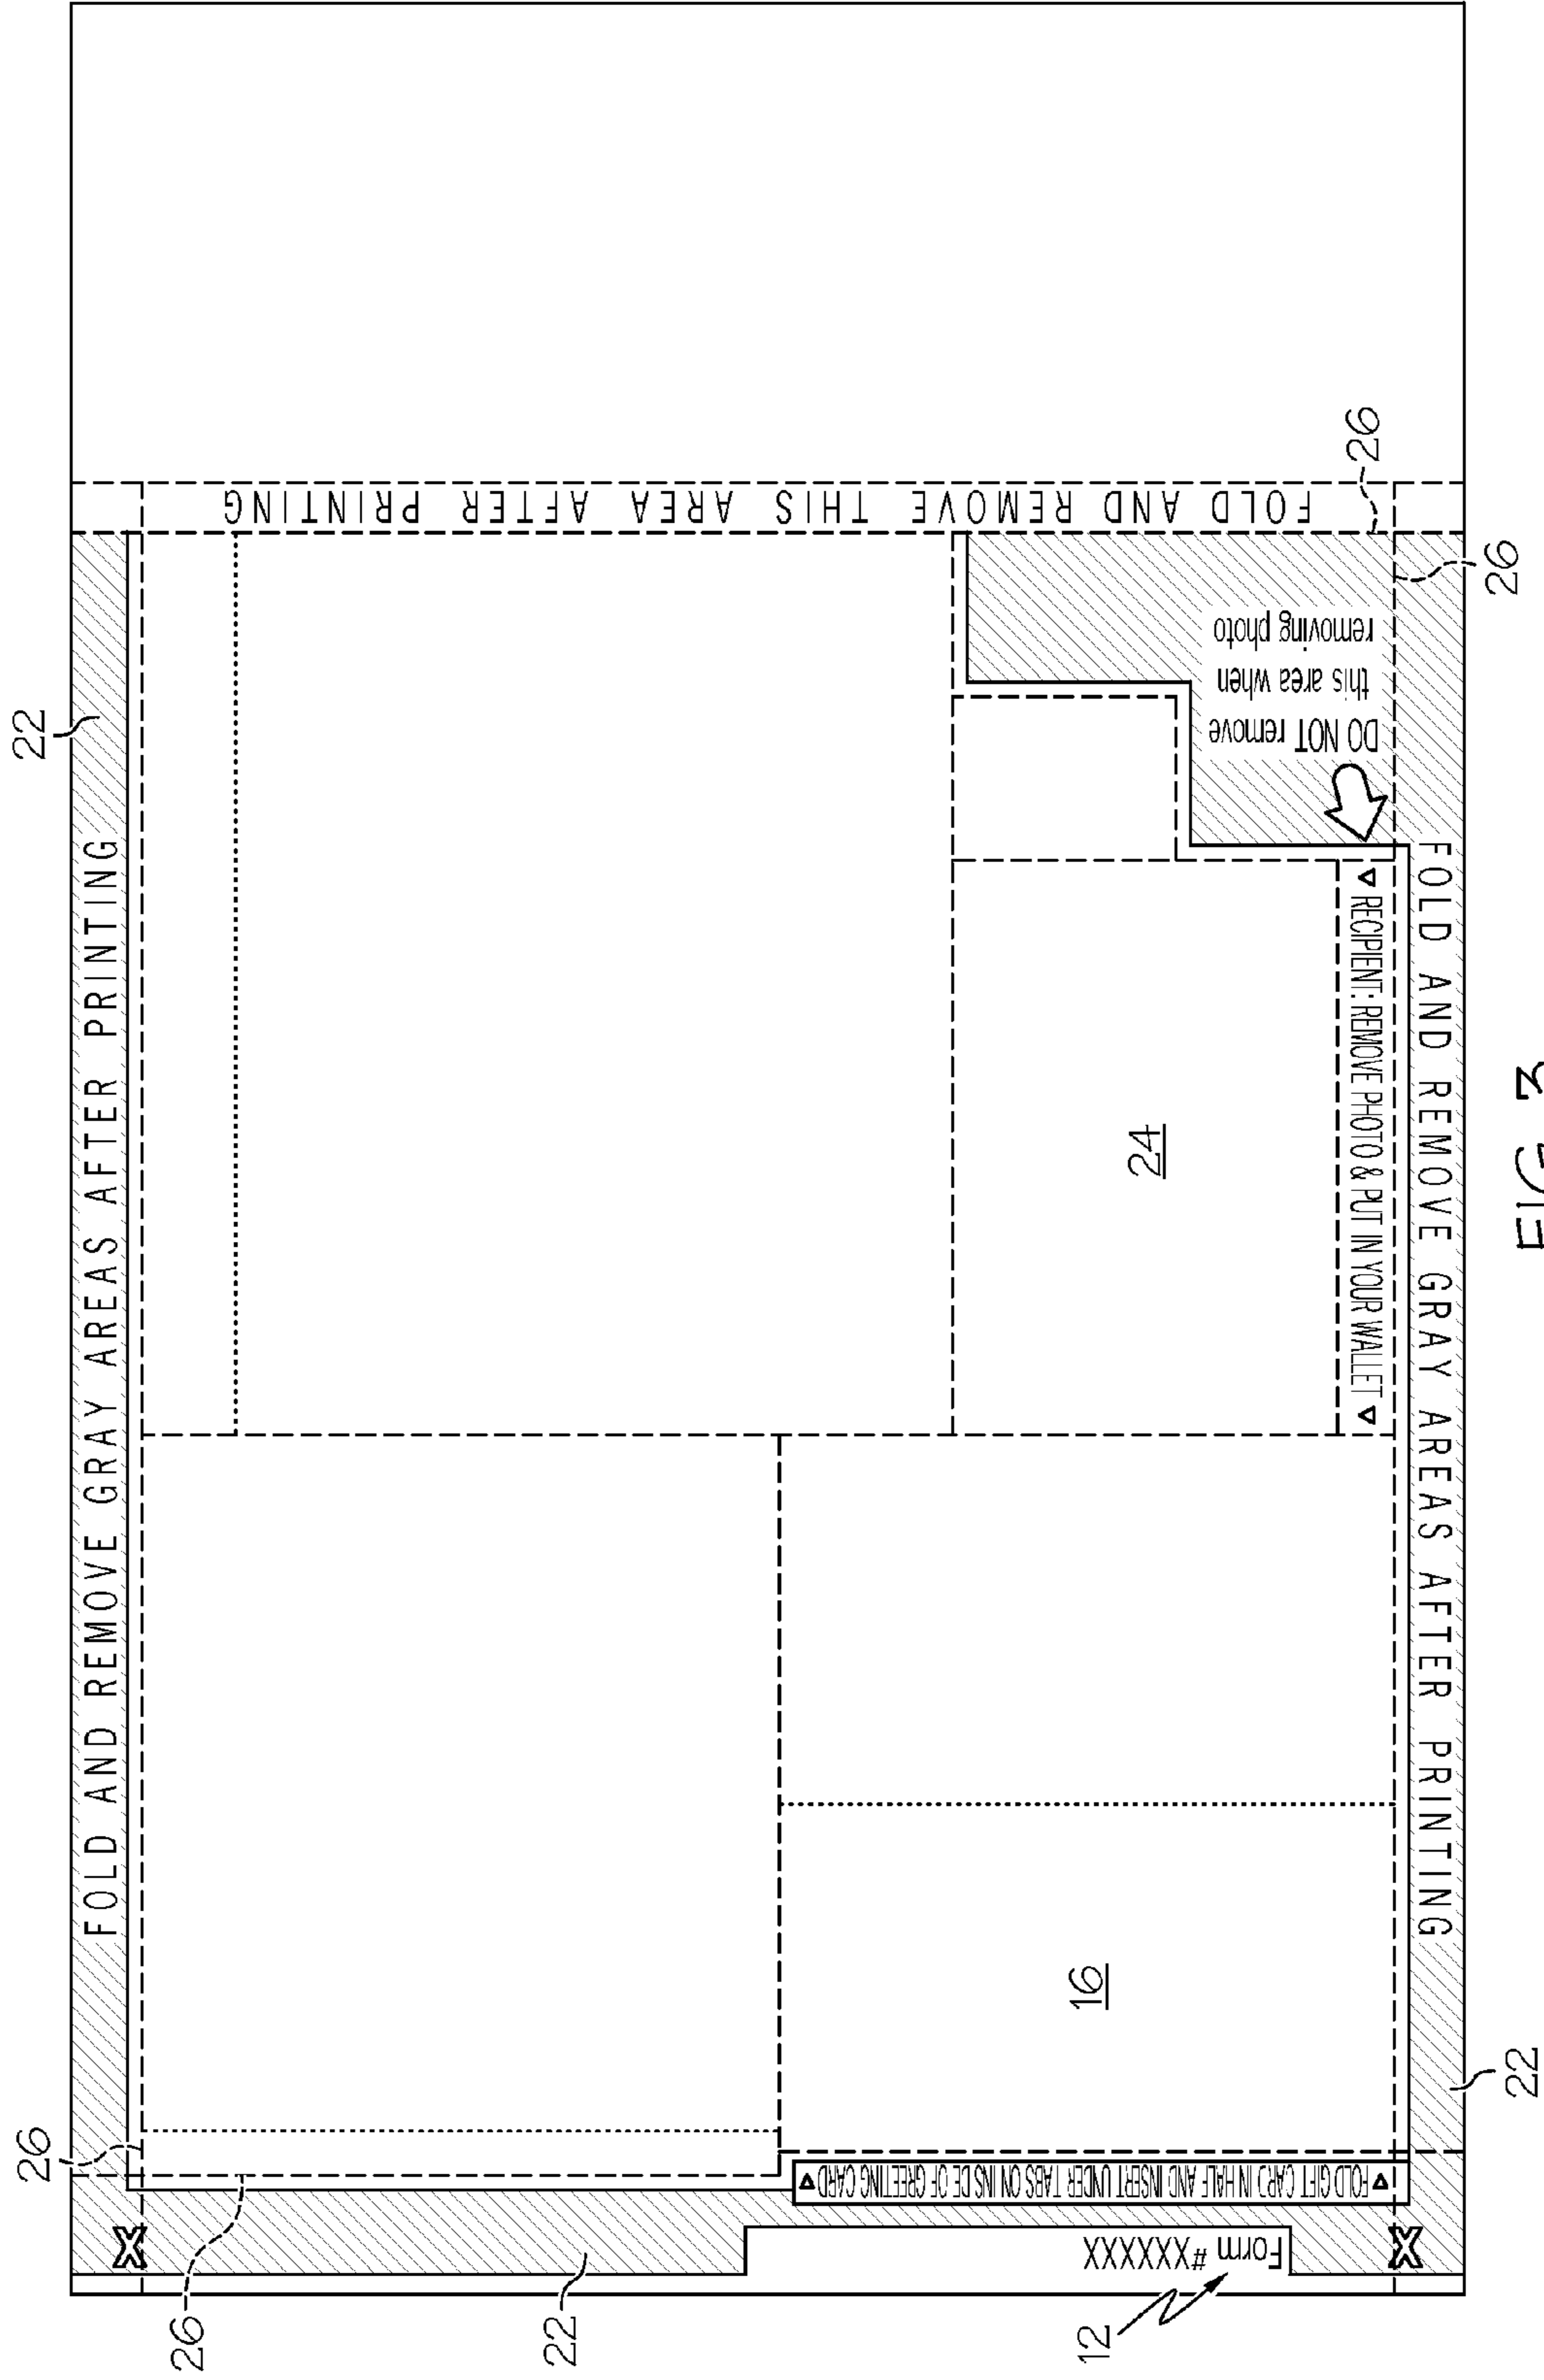 22
26
FOLD AND REMOVE GRAY AREAS AFTER PRINTING
X
26
22
FOLD AND REMOVE THIS AREA AFTER PRINTING
26
26
DO NOT remove
this area when
removing photo
24
◄ RECIPIENT: REMOVE PHOTO & PUT IN YOUR WALLET ◄
16
FOLD GIFT CARD IN HALF AND INSERT UNDER TABS ON INSIDE OF GREETING CARD
Form #XXXXXX
12
X
FOLD AND REMOVE GRAY AREAS AFTER PRINTING
22
FIG. 3